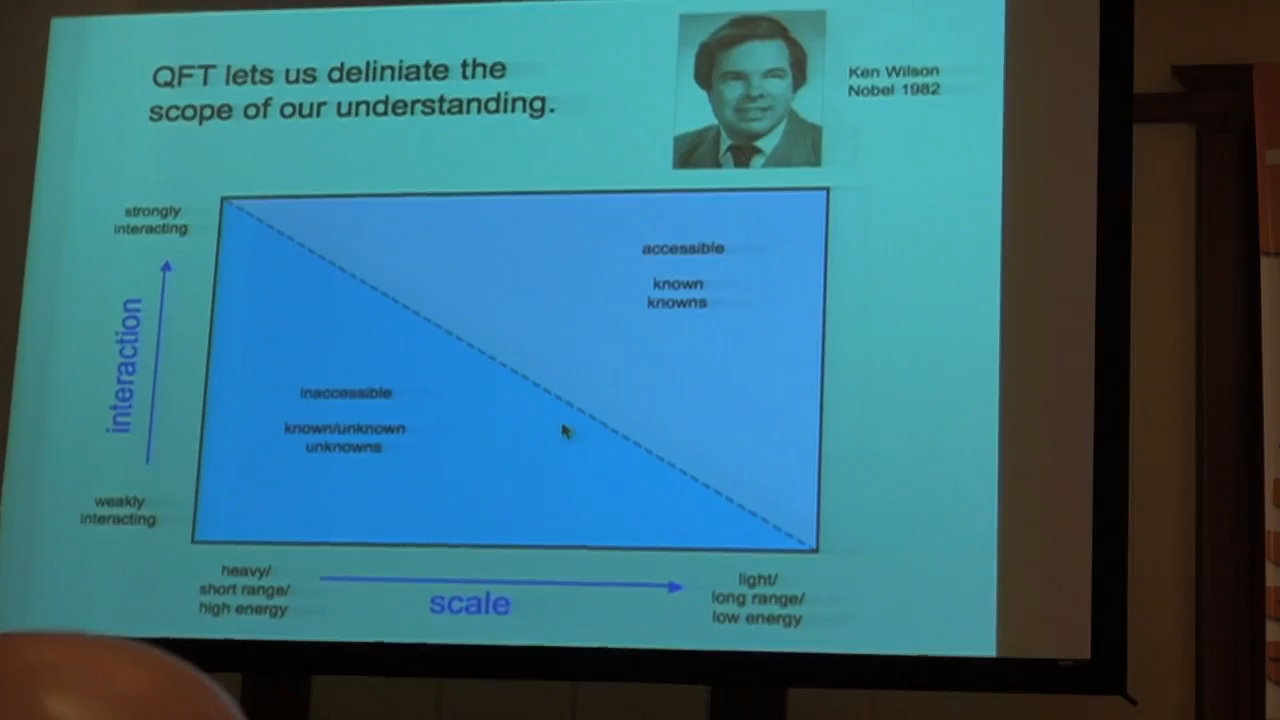 QFT lets us deliniate the
scope of our understanding.
Ken Wilson
Nobel 1982
strongly
interacting
accessible
known
knowns
interaction
inaccessible
known/unknown
unknowns
weakly
interacting
heavy/
short range/
high energy
scale
light/
long range/
low energy